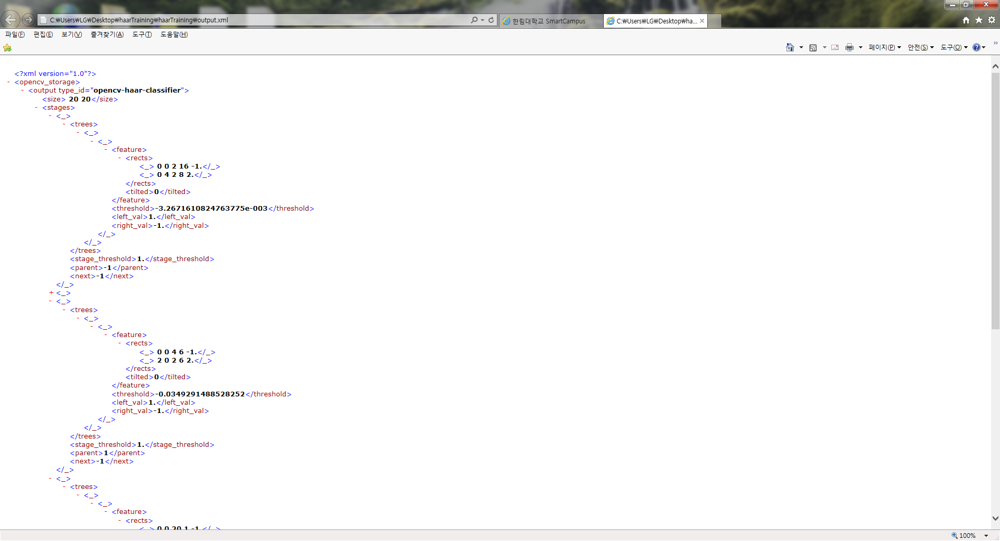 C:₩Users₩LG₩Desktop₩haarTraining₩haarTraining₩output.xml
한림대학교 SmartCampus
C:₩Users₩LG₩Desktop₩ha...
파일(F) 편집(E) 보기(V) 즐겨찾기(A) 도구(T) 도움말(H)
페이지(P) 안전(S) 도구(O)
<?xml version="1.0"?>
- <opencv_storage>
- <output type_id="opencv-haar-classifier">
<size> 20 20</size>
- <stages>
- <_>
- <trees>
- <_>
- <_>
- <feature>
- <rects>
<_> 0 0 2 16 -1.</_>
<_> 0 4 2 8 2.</_>
</rects>
<tilted>0</tilted>
</feature>
<threshold>-3.2671610824763775e-003</threshold>
<left_val>1.</left_val>
<right_val>-1.</right_val>
</_>
</_>
</trees>
<stage_threshold>1.</stage_threshold>
<parent>-1</parent>
<next>-1</next>
</_>
+ <_>
- <_>
- <trees>
- <_>
- <_>
- <feature>
- <rects>
<_> 0 0 4 6 -1.</_>
<_> 2 0 2 6 2.</_>
</rects>
<tilted>0</tilted>
</feature>
<threshold>-0.0349291488528252</threshold>
<left_val>1.</left_val>
<right_val>-1.</right_val>
</_>
</_>
</trees>
<stage_threshold>1.</stage_threshold>
<parent>1</parent>
<next>-1</next>
</_>
- <_>
- <trees>
- <_>
- <_>
- <feature>
- <rects>
<_> 0 0 20 1 -1.</_>
100%